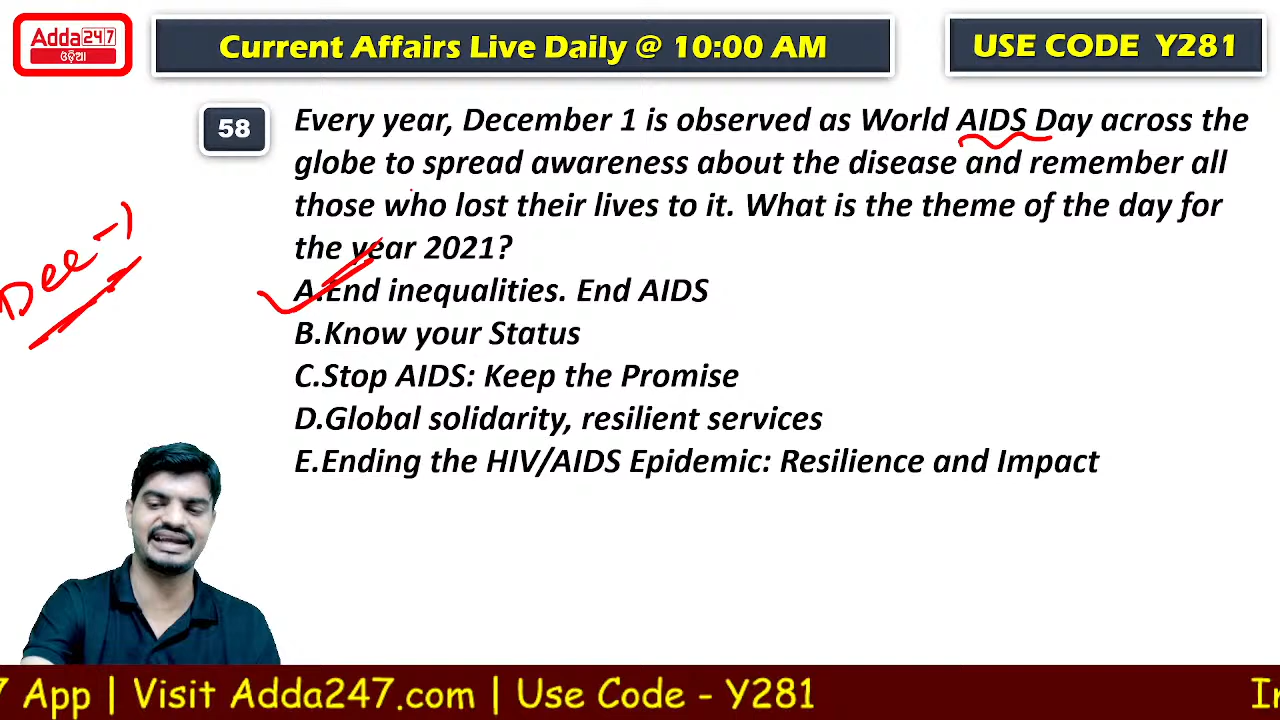 Adda247
ଓଡ଼ିଆ
Current Affairs Live Daily @ 10:00 AM
USE CODE Y281
58
Every year, December 1 is observed as World AIDS Day across the
globe to spread awareness about the disease and remember all
those who lost their lives to it. What is the theme of the day for
the year 2021?
A.End inequalities. End AIDS
B.Know your Status
C.Stop AIDS: Keep the Promise
D.Global solidarity, resilient services
E.Ending the HIV/AIDS Epidemic: Resilience and Impact
7 App | Visit Adda247.com | Use Code - Y281